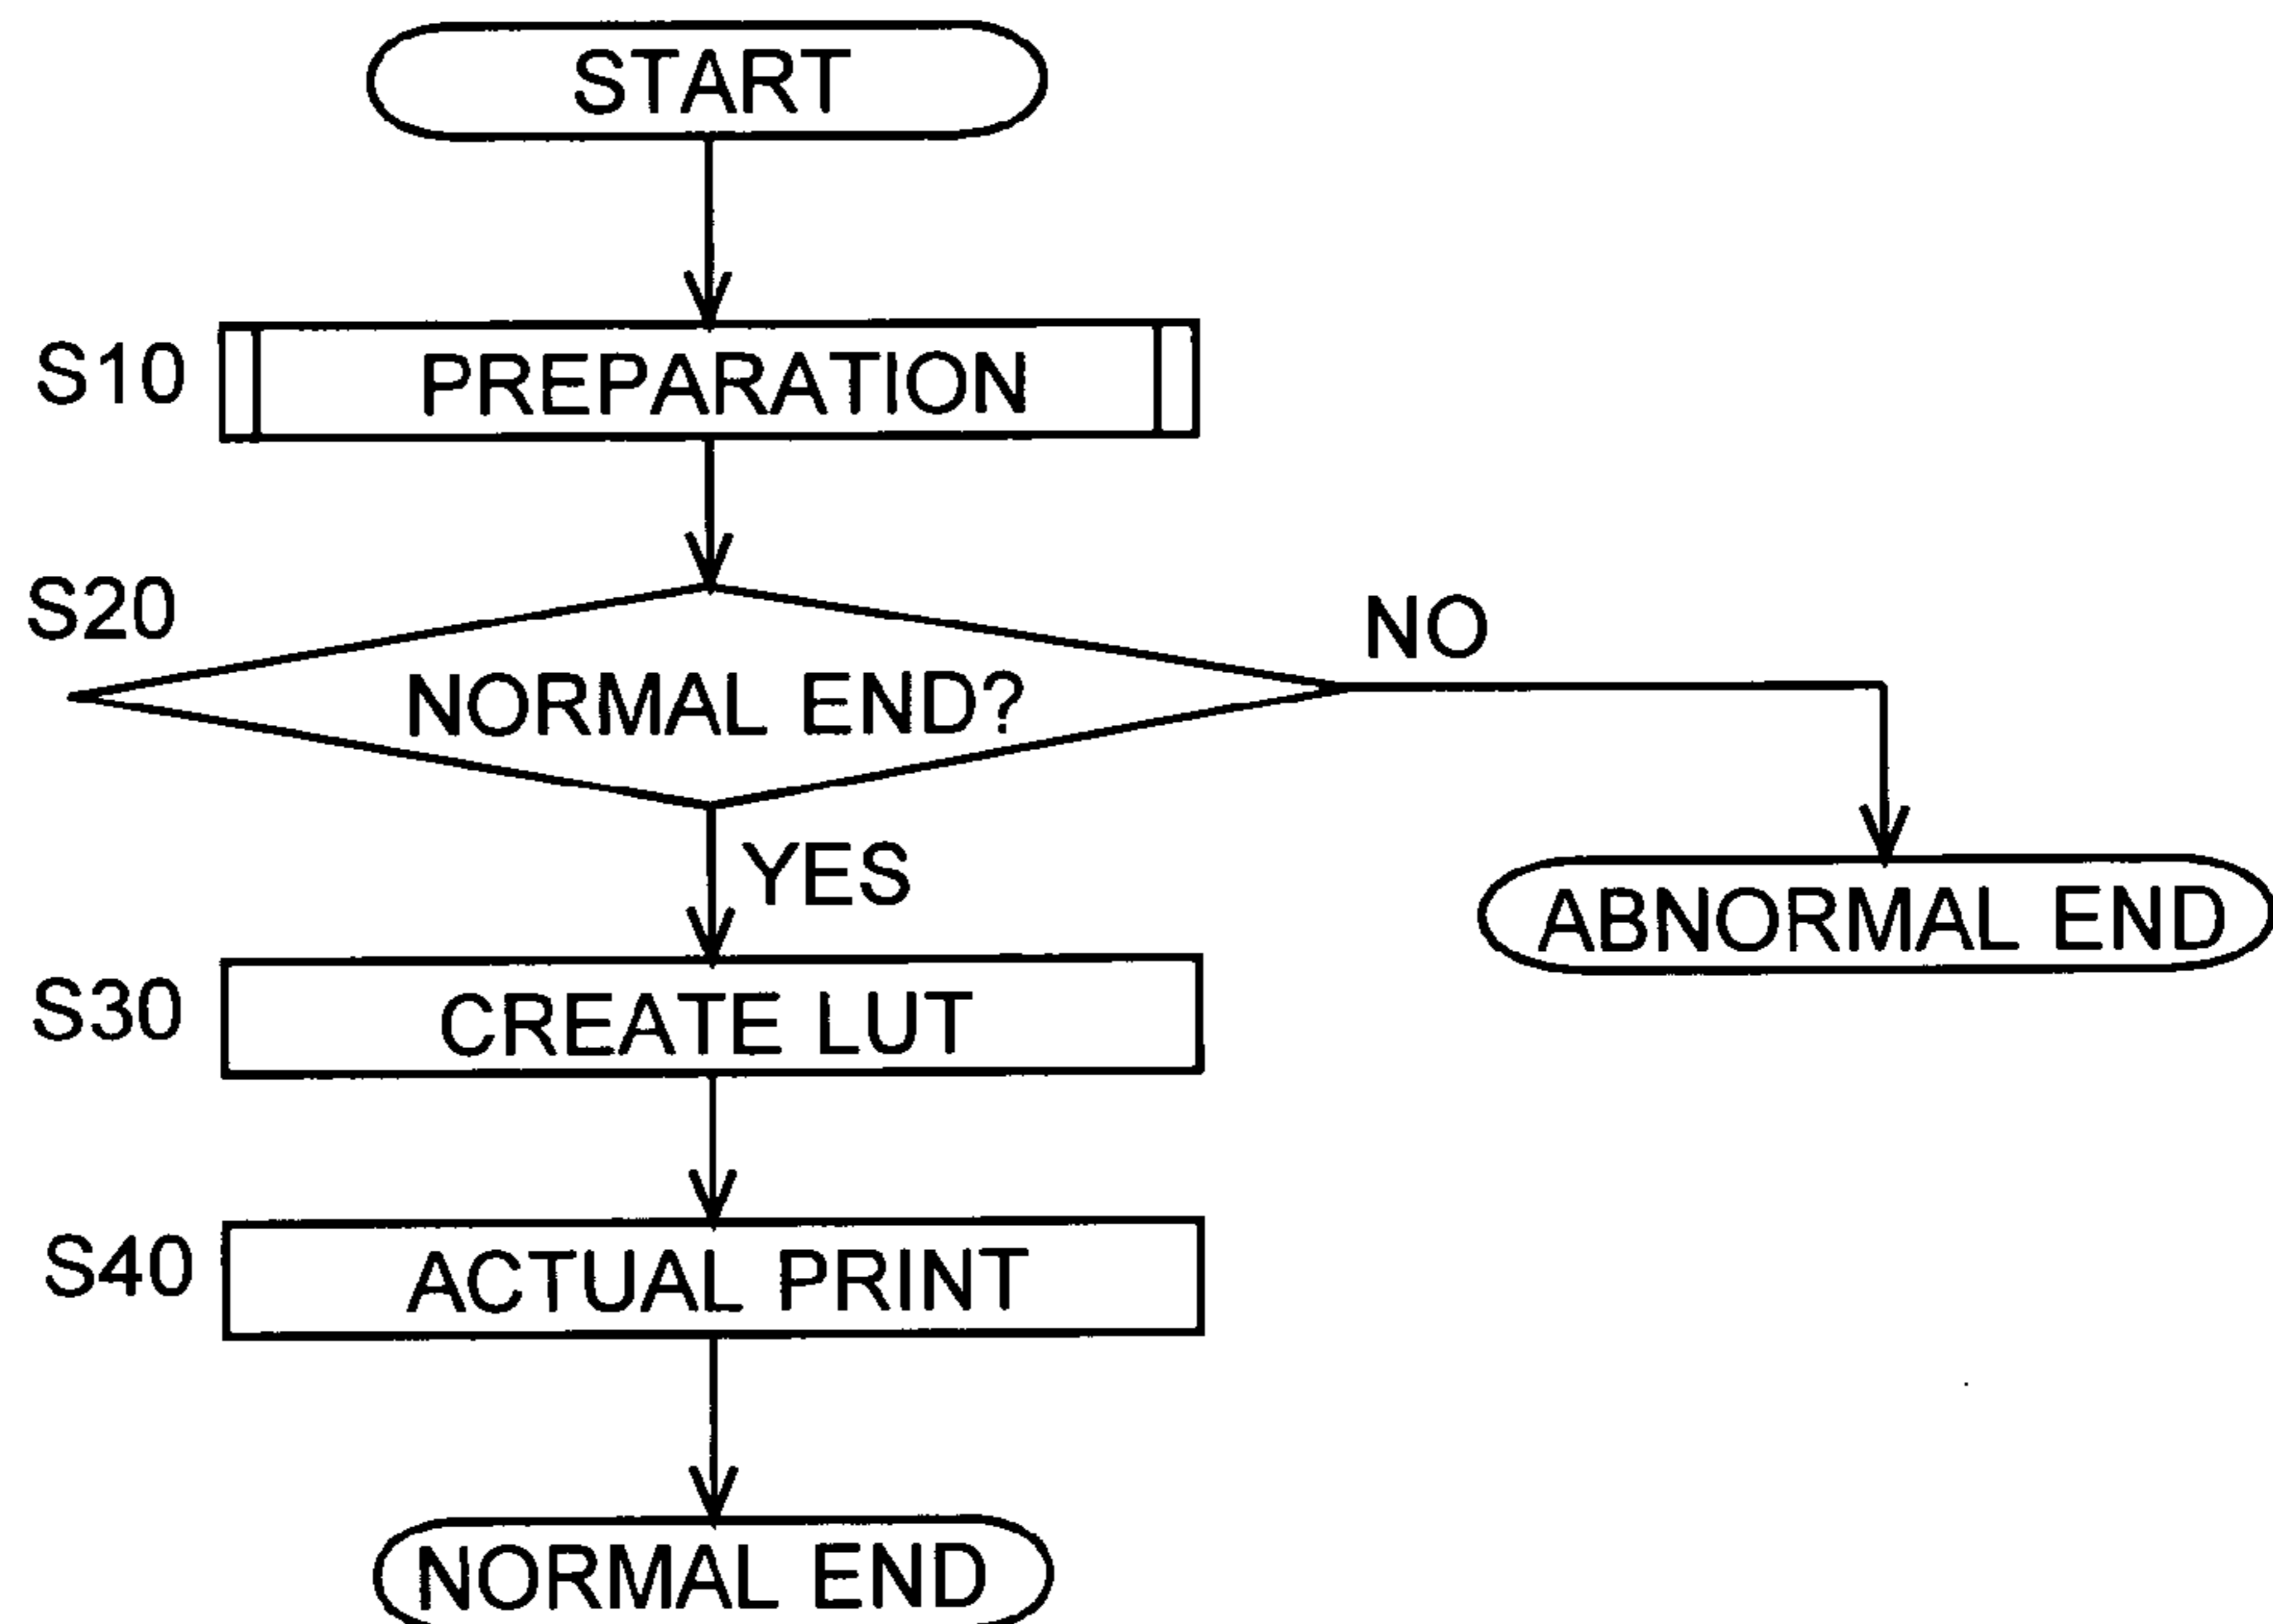 START
S10 PREPARATION
S20
NO
NORMAL END?
YES
ABNORMAL END
S30 CREATE LUT
S40 ACTUAL PRINT
NORMAL END